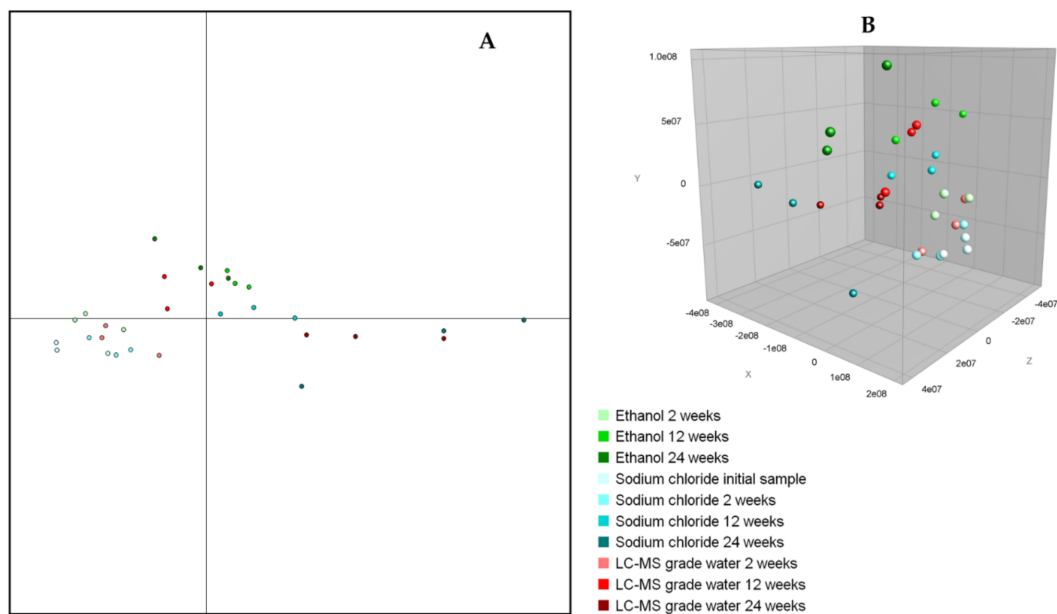 A
B
1.0e08
5e07
Y
0
-5e07
-4e08
-3e08
-2e08
-1e08
0
1e08
2e08
X
-4e07
-2e07
0
Z
2e07
4e07
Ethanol 2 weeks
Ethanol 12 weeks
Ethanol 24 weeks
Sodium chloride initial sample
Sodium chloride 2 weeks
Sodium chloride 12 weeks
Sodium chloride 24 weeks
LC-MS grade water 2 weeks
LC-MS grade water 12 weeks
LC-MS grade water 24 weeks